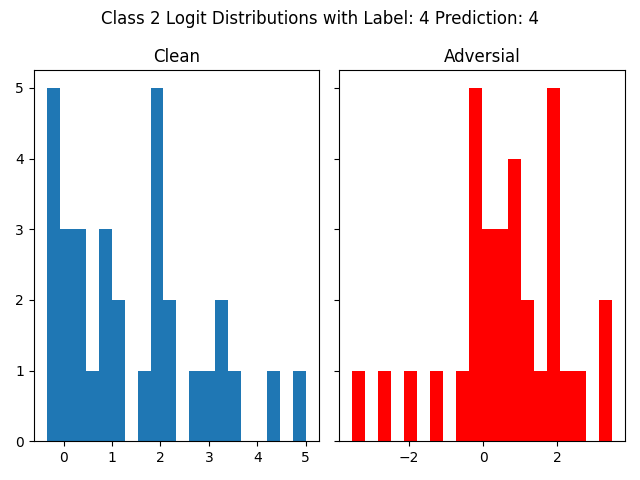 Class 2 Logit Distributions with Label: 4 Prediction: 4
Clean
Adversial
5
4
3
2
1
0
0 1 2 3 4 5
−2 0 2